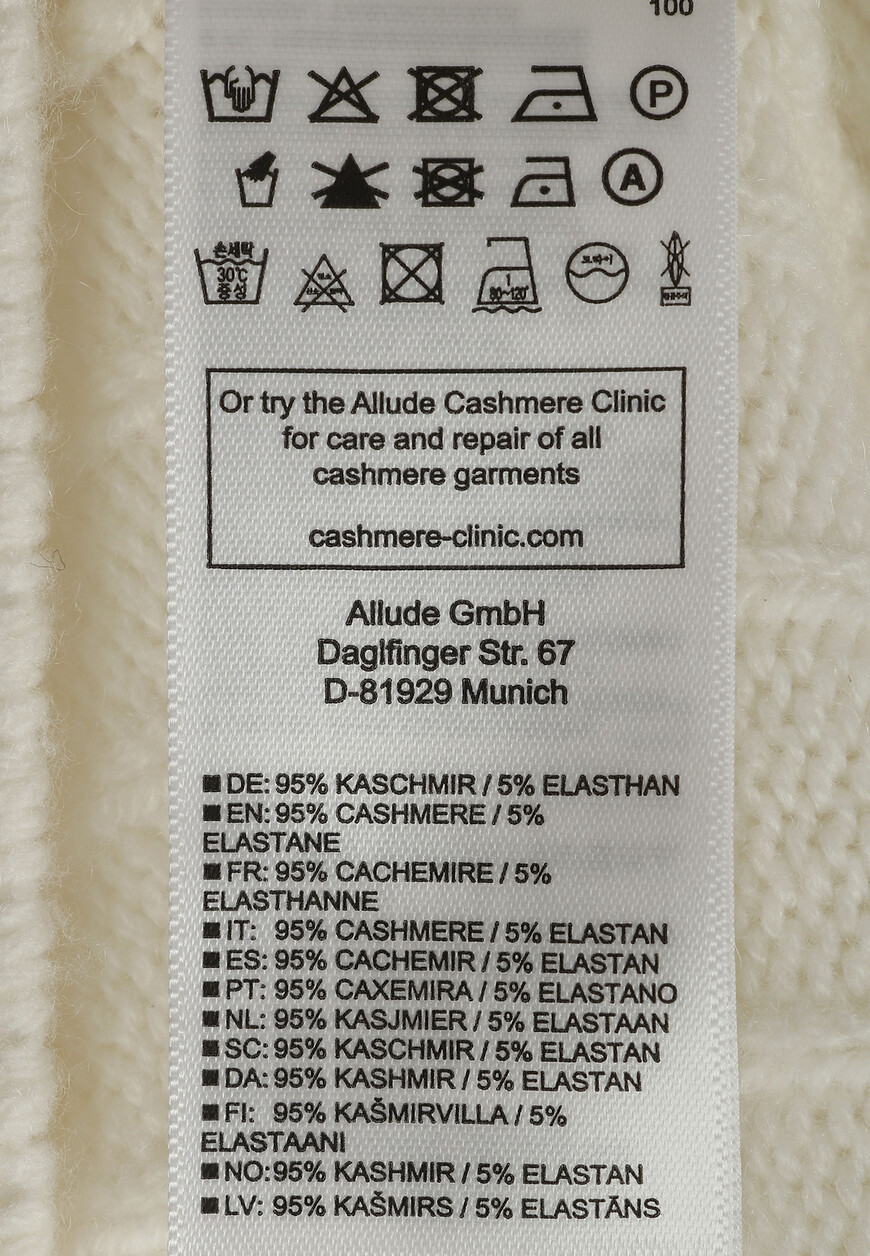 100
P
A
손세탁
30℃
중성
1
80~120°
Or try the Allude Cashmere Clinic
for care and repair of all
cashmere garments
cashmere-clinic.com
Allude GmbH
Daglfinger Str. 67
D-81929 Munich
■ DE: 95% KASCHMIR / 5% ELASTHAN
■ EN: 95% CASHMERE / 5%
ELASTANE
■ FR: 95% CACHEMIRE / 5%
ELASTHANNE
■ IT: 95% CASHMERE / 5% ELASTAN
■ ES: 95% CACHEMIR / 5% ELASTAN
■ PT: 95% CAXEMIRA / 5% ELASTANO
■ NL: 95% KASJMIER / 5% ELASTAAN
■ SC: 95% KASCHMIR / 5% ELASTAN
■ DA: 95% KASHMIR / 5% ELASTAN
■ FI: 95% KAŠMIRVILLA / 5%
ELASTAANI
■ NO: 95% KASHMIR / 5% ELASTAN
■ LV: 95% KAŠMIRS / 5% ELASTĀNS